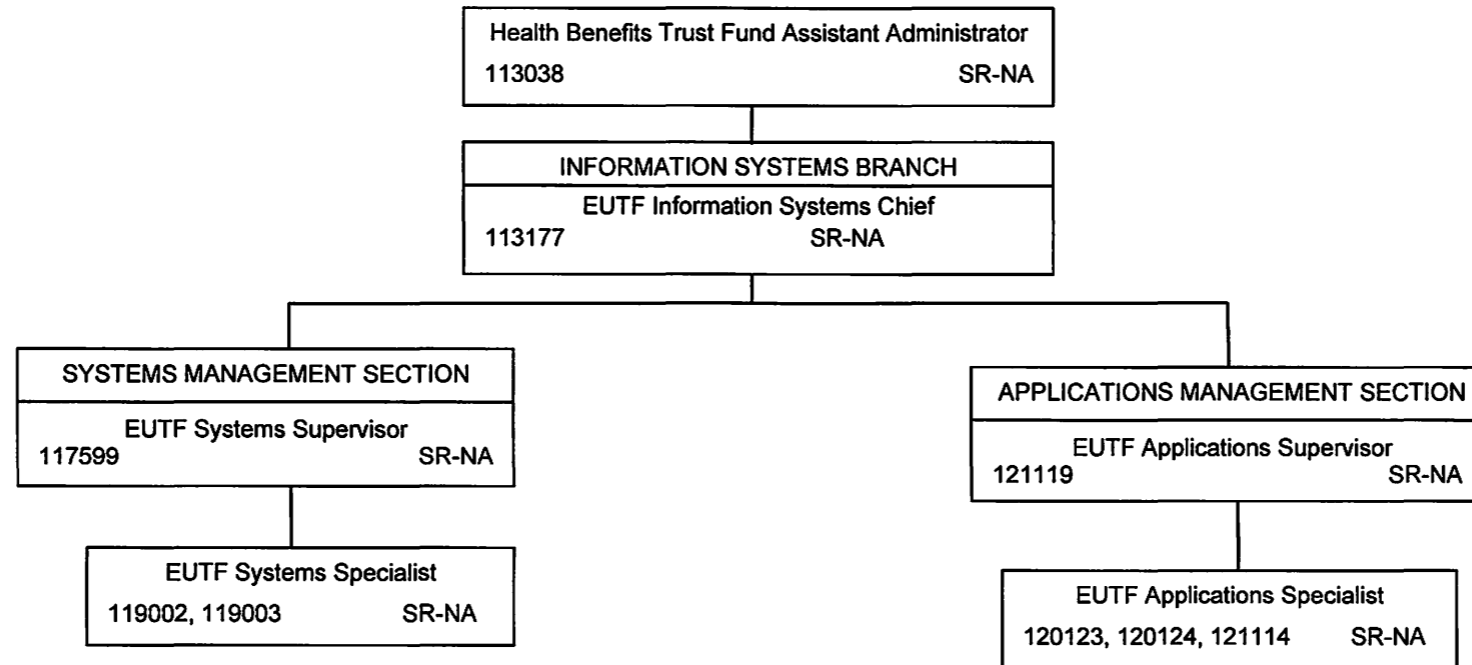 Health Benefits Trust Fund Assistant Administrator
113038 SR-NA
INFORMATION SYSTEMS BRANCH
EUTF Information Systems Chief
113177 SR-NA
SYSTEMS MANAGEMENT SECTION
EUTF Systems Supervisor
117599 SR-NA
EUTF Systems Specialist
119002, 119003 SR-NA
APPLICATIONS MANAGEMENT SECTION
EUTF Applications Supervisor
121119 SR-NA
EUTF Applications Specialist
120123, 120124, 121114 SR-NA